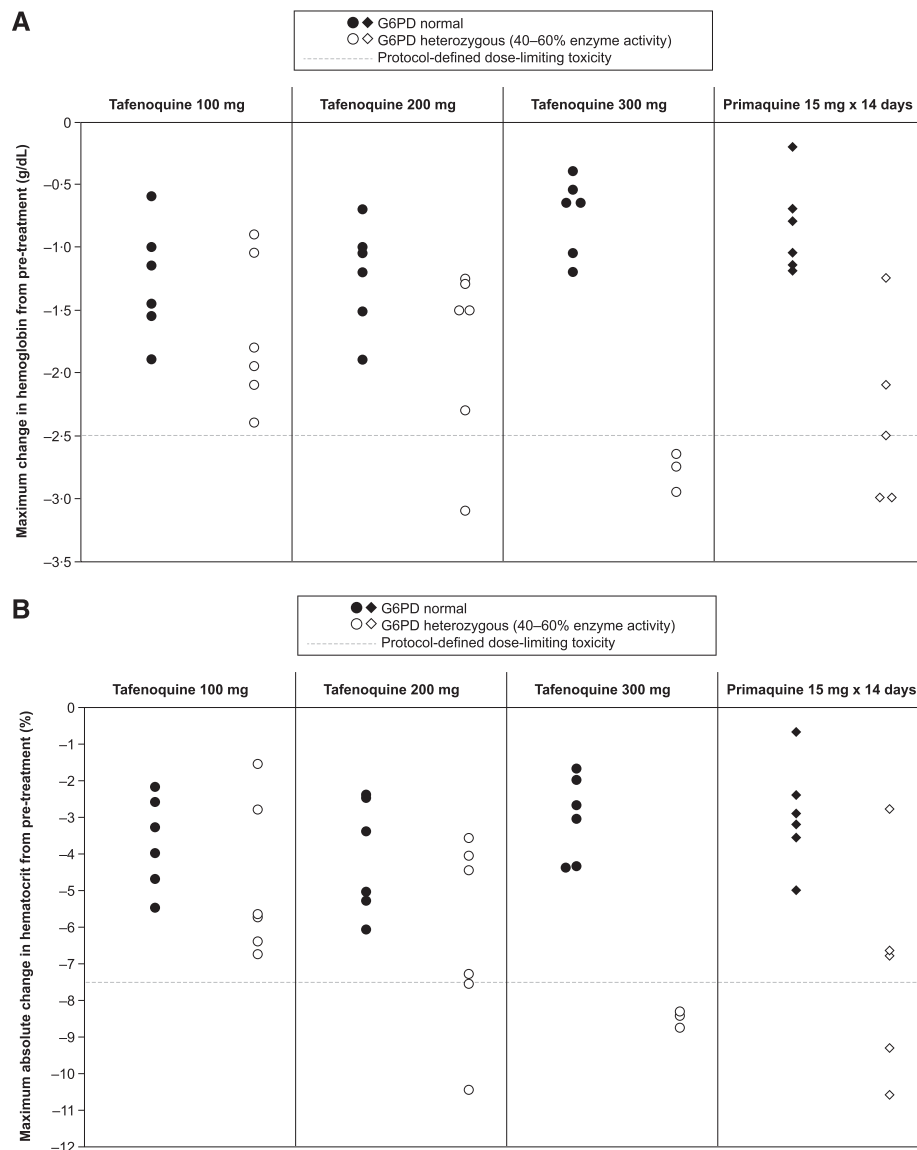 A
G6PD normal
G6PD heterozygous (40–60% enzyme activity)
Protocol-defined dose-limiting toxicity
Tafenoquine 100 mg Tafenoquine 200 mg Tafenoquine 300 mg Primaquine 15 mg x 14 days
Maximum change in hemoglobin from pre-treatment (g/dL)
0
–0·5
–1·0
–1·5
–2·0
–2·5
–3·0
–3·5
B
G6PD normal
G6PD heterozygous (40–60% enzyme activity)
Protocol-defined dose-limiting toxicity
Tafenoquine 100 mg Tafenoquine 200 mg Tafenoquine 300 mg Primaquine 15 mg x 14 days
Maximum absolute change in hematocrit from pre-treatment (%)
0
–1
–2
–3
–4
–5
–6
–7
–8
–9
–10
–11
–12